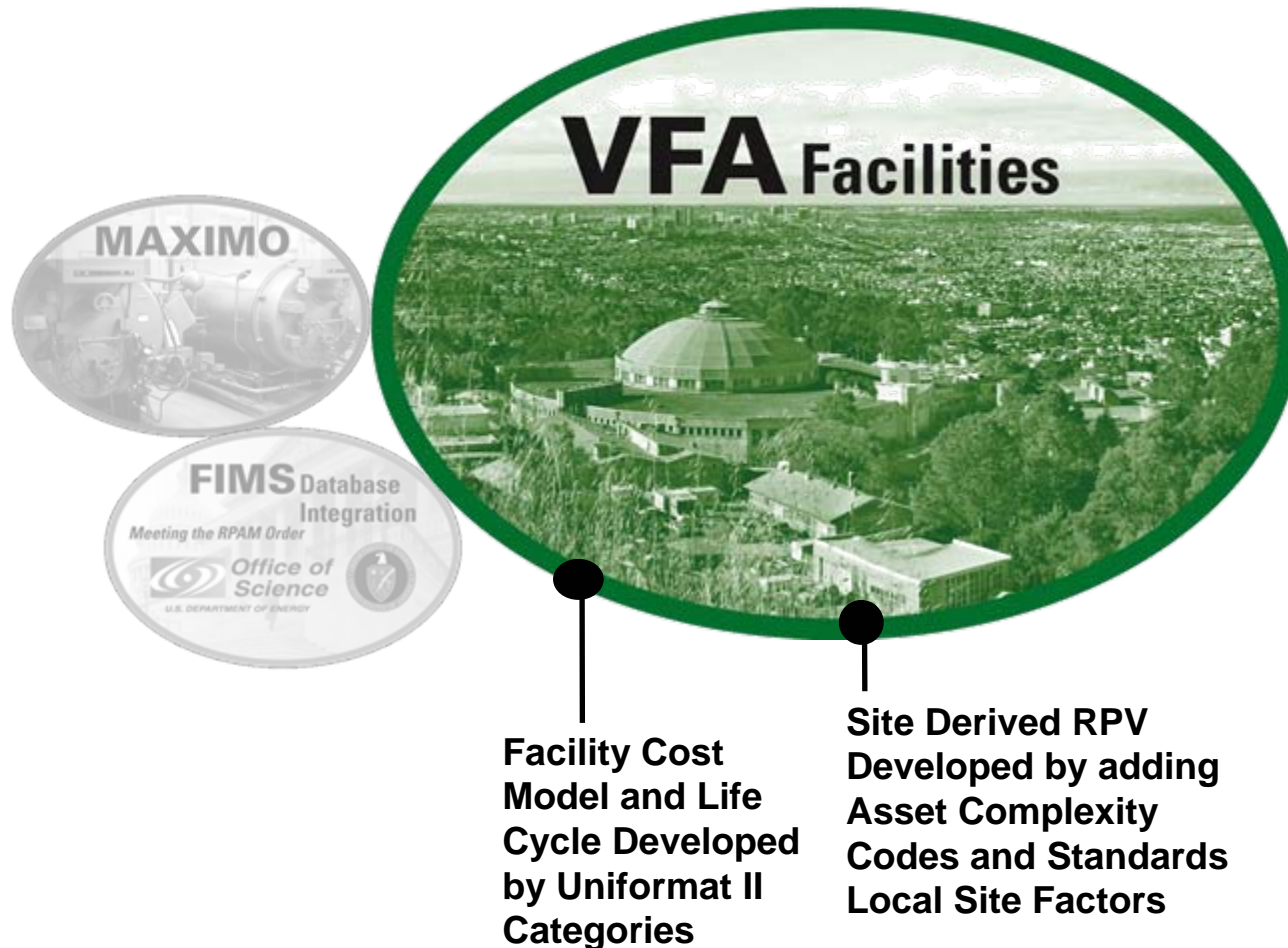 VFA Facilities
MAXIMO
FIMS Database
Integration
Meeting the RPAM Order
Office of
Science
U.S. DEPARTMENT OF ENERGY
Facility Cost
Model and Life
Cycle Developed
by Uniformat II
Categories
Site Derived RPV
Developed by adding
Asset Complexity
Codes and Standards
Local Site Factors